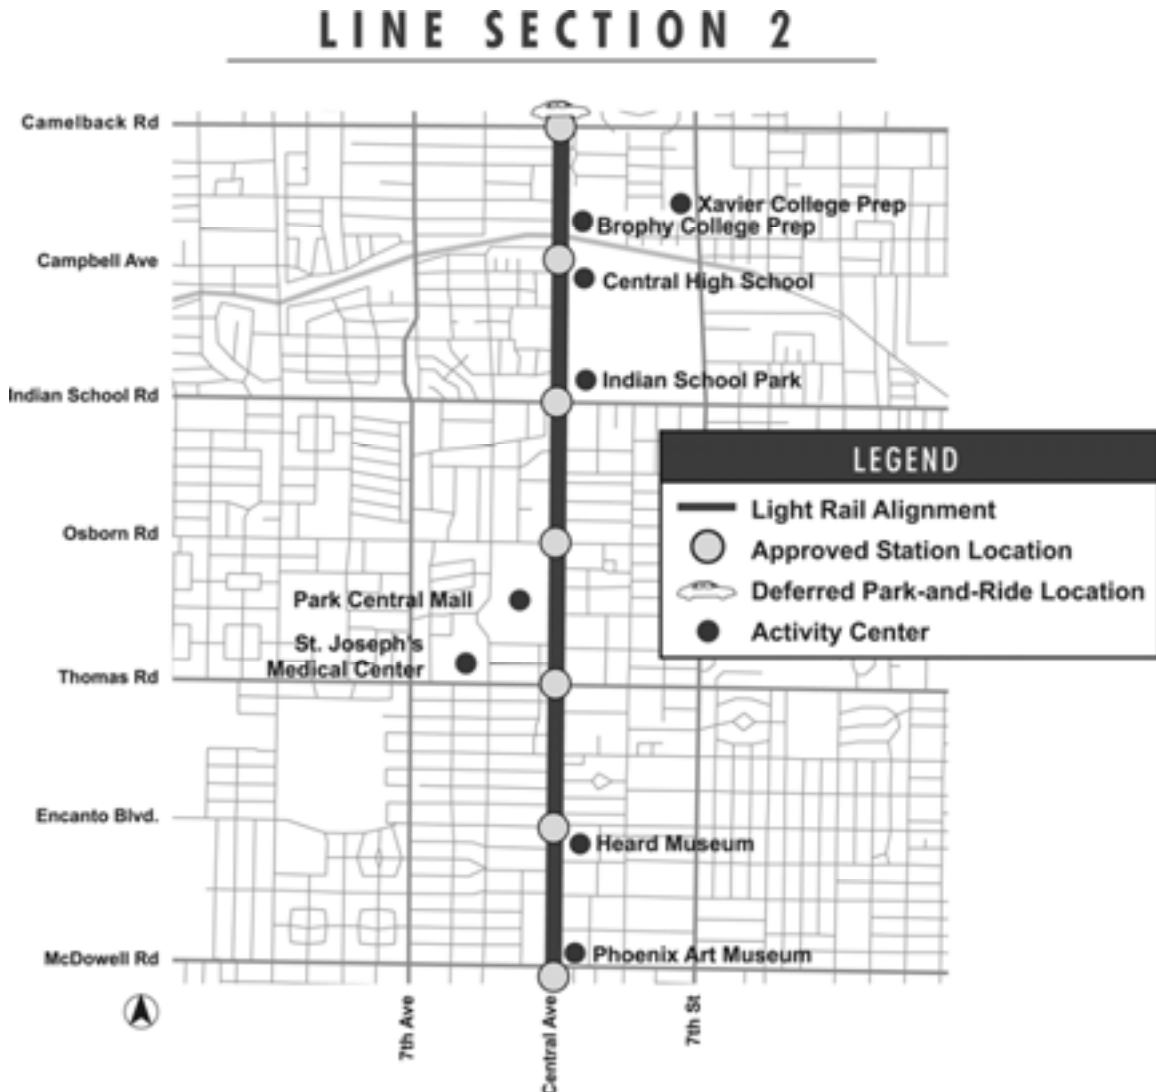 LINE SECTION 2
Camelback Rd
Xavier College Prep
Brophy College Prep
Campbell Ave
Central High School
Indian School Park
Indian School Rd
LEGEND
Light Rail Alignment
Approved Station Location
Deferred Park-and-Ride Location
Activity Center
Osborn Rd
Park Central Mall
St. Joseph's
Medical Center
Thomas Rd
Encanto Blvd.
Heard Museum
McDowell Rd
Phoenix Art Museum
7th Ave
Central Ave
7th St